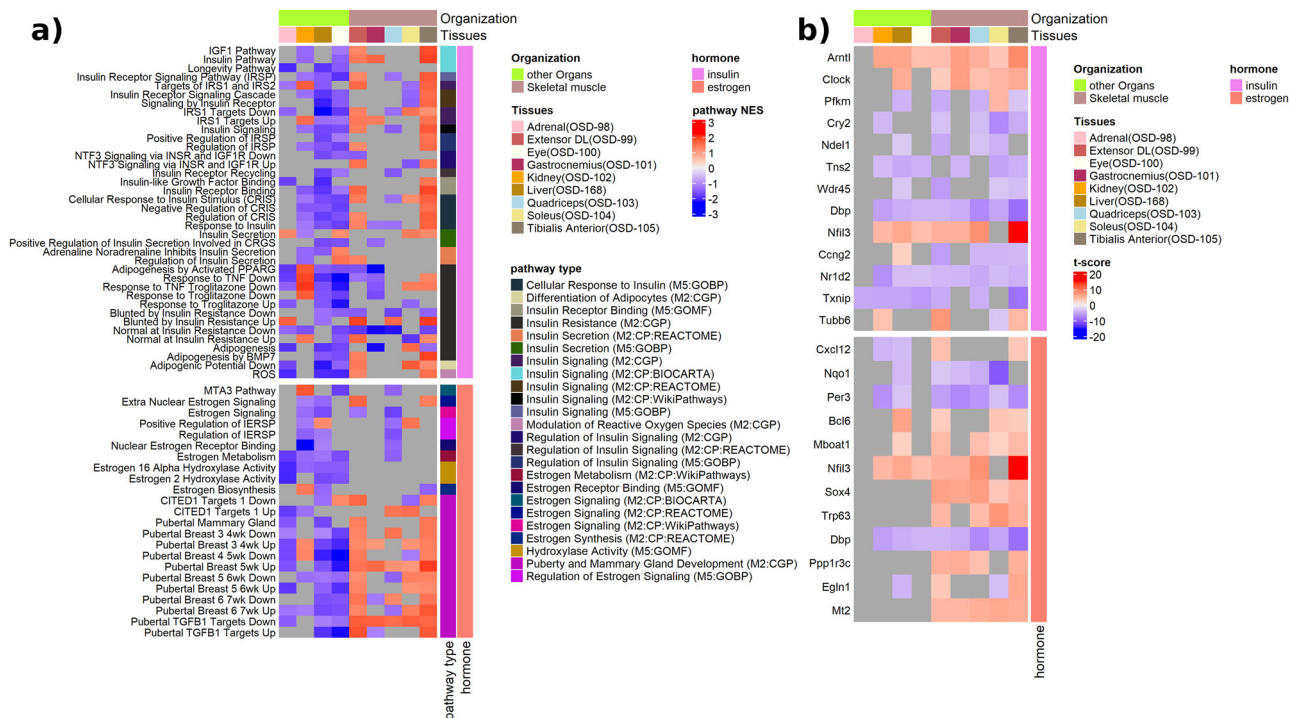 a)
Organization
Tissues
IGF1 Pathway
Insulin Pathway
Longevity Pathway
Insulin Receptor Signaling Pathway (IRSP)
Targets of IRS1 and IRS2
Insulin Receptor Signaling Cascade
Signaling by Insulin Receptor
IRS1 Targets Down
IRS1 Targets Up
Insulin Signaling
Positive Regulation of IRSP
Regulation of IRSP
NTF3 Signaling via INSR and IGF1R Down
NTF3 Signaling via INSR and IGF1R Up
Insulin Receptor Recycling
Insulin-like Growth Factor Binding
Insulin Receptor Binding
Cellular Response to Insulin Stimulus (CRIS)
Negative Regulation of CRIS
Regulation of CRIS
Response to Insulin
Insulin Secretion
Positive Regulation of Insulin Secretion Involved in CRGS
Adrenaline Noradrenaline Inhibits Insulin Secretion
Regulation of Insulin Secretion
Adipogenesis by Activated PPARG
Response to TNF Down
Response to TNF Troglitazone Down
Response to Troglitazone Down
Response to Troglitazone Up
Blunted by Insulin Resistance Down
Blunted by Insulin Resistance Up
Normal at Insulin Resistance Down
Normal at Insulin Resistance Up
Adipogenesis
Adipogenesis by BMP7
Adipogenic Potential Down
ROS
MTA3 Pathway
Extra Nuclear Estrogen Signaling
Estrogen Signaling
Positive Regulation of IERSP
Regulation of IERSP
Nuclear Estrogen Receptor Binding
Estrogen Metabolism
Estrogen 16 Alpha Hydroxylase Activity
Estrogen 2 Hydroxylase Activity
Estrogen Biosynthesis
CITED1 Targets 1 Down
CITED1 Targets 1 Up
Pubertal Mammary Gland
Pubertal Breast 3 4wk Down
Pubertal Breast 3 4wk Up
Pubertal Breast 4 5wk Down
Pubertal Breast 5wk Up
Pubertal Breast 5 6wk Down
Pubertal Breast 5 6wk Up
Pubertal Breast 6 7wk Down
Pubertal Breast 6 7wk Up
Pubertal TGFB1 Targets Down
Pubertal TGFB1 Targets Up
pathway type
hormone
Organization
other Organs
Skeletal muscle
hormone
insulin
estrogen
Tissues
Adrenal(OSD-98)
Extensor DL(OSD-99)
Eye(OSD-100)
Gastrocnemius(OSD-101)
Kidney(OSD-102)
Liver(OSD-168)
Quadriceps(OSD-103)
Soleus(OSD-104)
Tibialis Anterior(OSD-105)
pathway NES
3
2
1
0
-1
-2
-3
pathway type
Cellular Response to Insulin (M5:GOBP)
Differentiation of Adipocytes (M2:CGP)
Insulin Receptor Binding (M5:GOMF)
Insulin Resistance (M2:CGP)
Insulin Secretion (M2:CP:REACTOME)
Insulin Secretion (M5:GOBP)
Insulin Signaling (M2:CGP)
Insulin Signaling (M2:CP:BIOCARTA)
Insulin Signaling (M2:CP:REACTOME)
Insulin Signaling (M2:CP:WikiPathways)
Insulin Signaling (M5:GOBP)
Modulation of Reactive Oxygen Species (M2:CGP)
Regulation of Insulin Signaling (M2:CGP)
Regulation of Insulin Signaling (M2:CP:REACTOME)
Regulation of Insulin Signaling (M5:GOBP)
Estrogen Metabolism (M2:CP:WikiPathways)
Estrogen Receptor Binding (M5:GOMF)
Estrogen Signaling (M2:CP:BIOCARTA)
Estrogen Signaling (M2:CP:REACTOME)
Estrogen Signaling (M2:CP:WikiPathways)
Estrogen Synthesis (M2:CP:REACTOME)
Hydroxylase Activity (M5:GOMF)
Puberty and Mammary Gland Development (M2:CGP)
Regulation of Estrogen Signaling (M5:GOBP)
b)
Organization
Tissues
Arntl
Clock
Pfkm
Cry2
Ndel1
Tns2
Wdr45
Dbp
Nfil3
Ccng2
Nr1d2
Txnip
Tubb6
Cxcl12
Nqo1
Per3
Bcl6
Mboat1
Nfil3
Sox4
Trp63
Dbp
Ppp1r3c
Egln1
Mt2
hormone
Organization
other Organs
Skeletal muscle
hormone
insulin
estrogen
Tissues
Adrenal(OSD-98)
Extensor DL(OSD-99)
Eye(OSD-100)
Gastrocnemius(OSD-101)
Kidney(OSD-102)
Liver(OSD-168)
Quadriceps(OSD-103)
Soleus(OSD-104)
Tibialis Anterior(OSD-105)
t-score
20
10
0
-10
-20